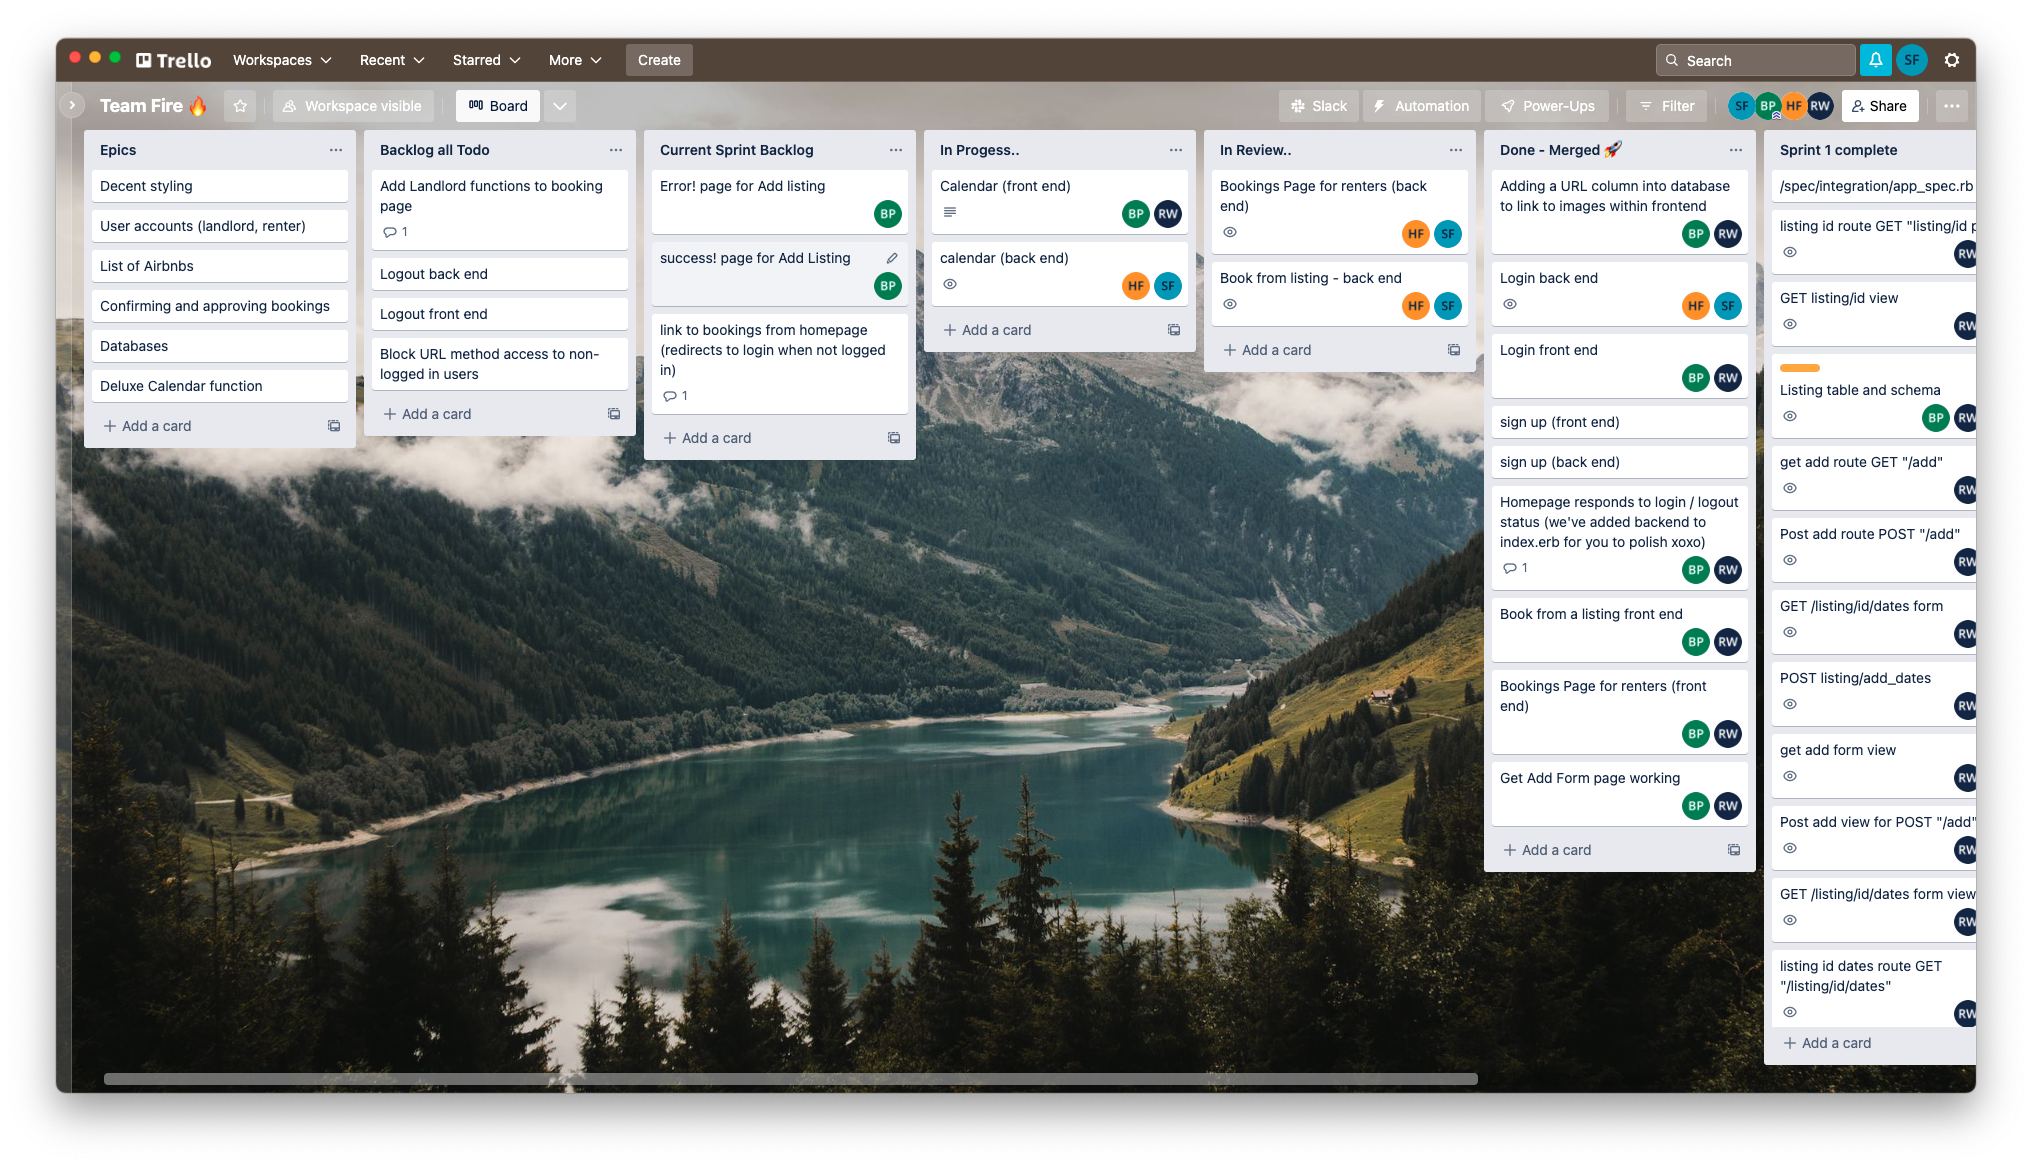 Trello
Workspaces
Recent
Starred
More
Create
Search
SF
Team Fire 🔥
Workspace visible
Board
Slack
Automation
Power-Ups
Filter
SF
BP
HF
RW
Share
Epics
Decent styling
User accounts (landlord, renter)
List of Airbnbs
Confirming and approving bookings
Databases
Deluxe Calendar function
Add a card
Backlog all Todo
Add Landlord functions to booking
page
1
Logout back end
Logout front end
Block URL method access to non-
logged in users
Add a card
Current Sprint Backlog
Error! page for Add listing
BP
success! page for Add Listing
BP
link to bookings from homepage
(redirects to login when not logged
in)
1
Add a card
In Progess..
Calendar (front end)
BP RW
calendar (back end)
HF SF
Add a card
In Review..
Bookings Page for renters (back
end)
HF SF
Book from listing - back end
HF SF
Add a card
Done - Merged 🚀
Adding a URL column into database
to link to images within frontend
BP RW
Login back end
HF SF
Login front end
BP RW
sign up (front end)
sign up (back end)
Homepage responds to login / logout
status (we've added backend to
index.erb for you to polish xoxo)
1 BP RW
Book from a listing front end
BP RW
Bookings Page for renters (front
end)
BP RW
Get Add Form page working
BP RW
Add a card
Sprint 1 complete
/spec/integration/app_spec.rb
listing id route GET "listing/id p
RW
GET listing/id view
RW
Listing table and schema
BP RW
get add route GET "/add"
RW
Post add route POST "/add"
RW
GET /listing/id/dates form
RW
POST listing/add_dates
RW
get add form view
RW
Post add view for POST "/add"
RW
GET /listing/id/dates form view
RW
listing id dates route GET
"/listing/id/dates"
RW
Add a card